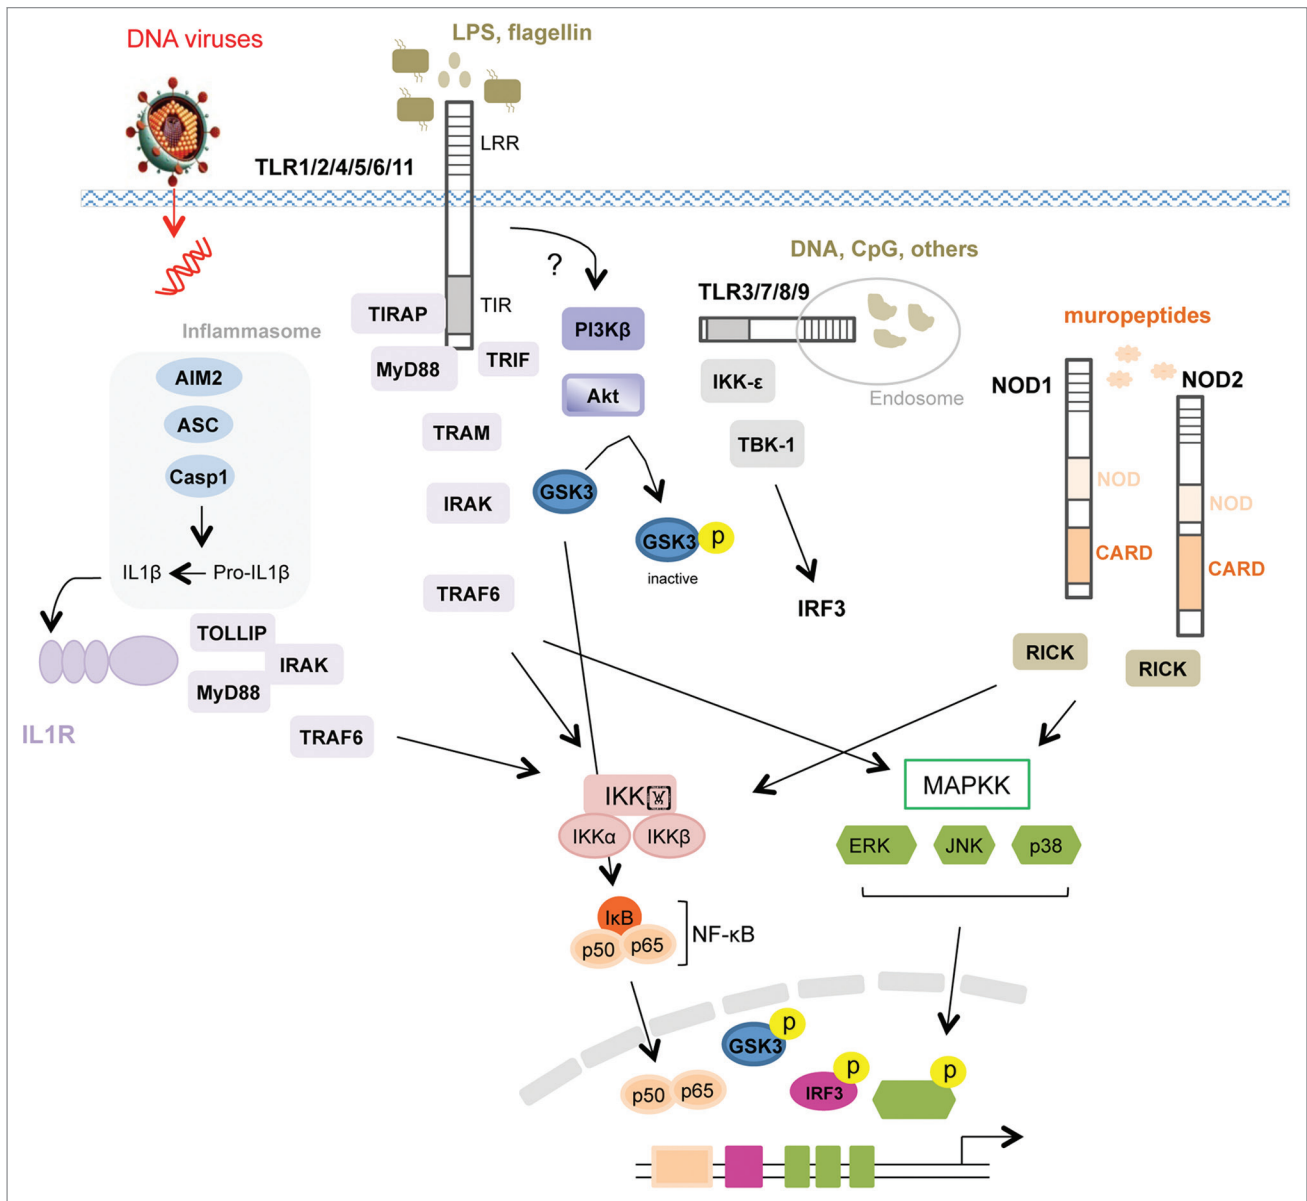 DNA viruses
LPS, flagellin
LRR
TLR1/2/4/5/6/11
?
DNA, CpG, others
TLR3/7/8/9
TIR
TIRAP
PI3Kβ
muropeptides
Inflammasome
MyD88
TRIF
AIM2
IKK-ε
Endosome
NOD1
NOD2
Akt
ASC
TRAM
TBK-1
Casp1
IRAK
GSK3
NOD
NOD
GSK3 p
CARD
CARD
inactive
IL1β
Pro-IL1β
TRAF6
IRF3
TOLLIP
IRAK
MyD88
RICK
RICK
IL1R
TRAF6
IKK
MAPKK
IKKα
IKKβ
ERK
JNK
p38
IκB
p50
p65
NF-κB
GSK3
p
p50
p65
IRF3
p
p